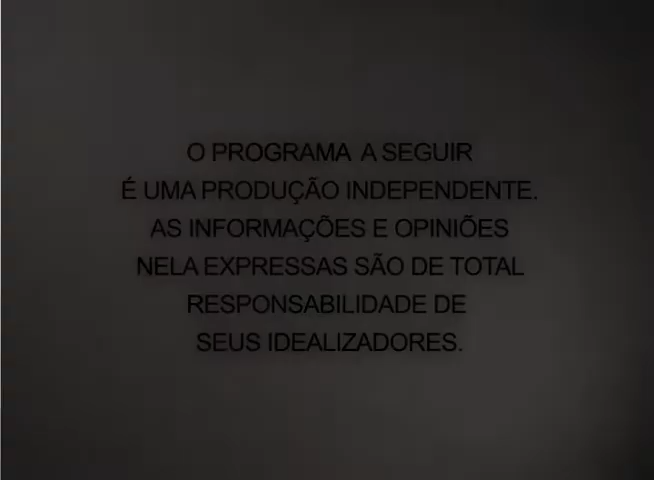 O PROGRAMA A SEGUIR
É UMA PRODUÇÃO INDEPENDENTE.
AS INFORMAÇÕES E OPINIÕES
NELA EXPRESSAS SÃO DE TOTAL
RESPONSABILIDADE DE
SEUS IDEALIZADORES.